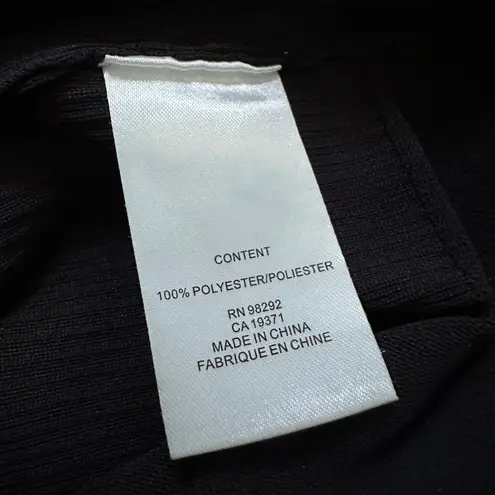 CONTENT
100% POLYESTER/POLIESTER
RN 98292
CA 19371
MADE IN CHINA
FABRIQUE EN CHINE